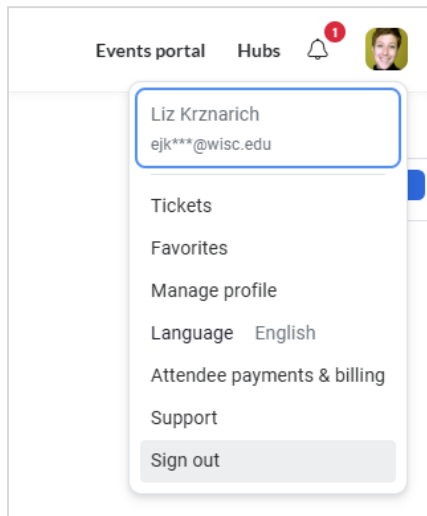 Events portal Hubs 1
Liz Krznarich
ejk***@wisc.edu
Tickets
Favorites
Manage profile
Language English
Attendee payments & billing
Support
Sign out